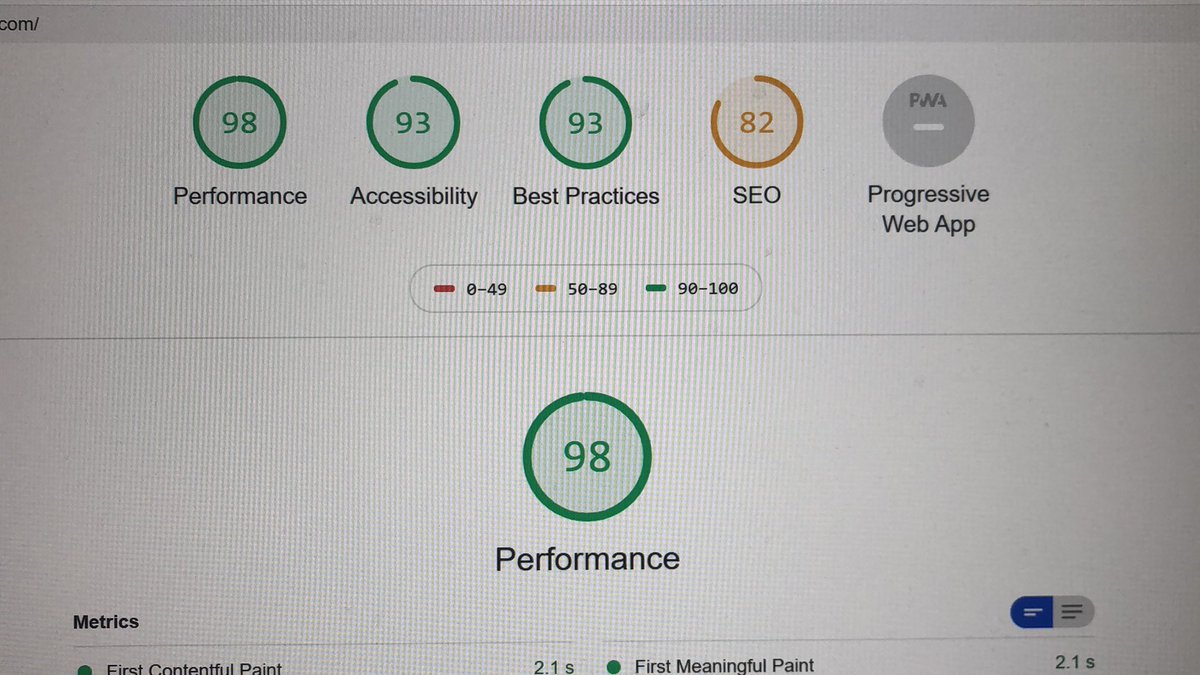 com/
98
93
93
82
PWA
Performance
Accessibility
Best Practices
SEO
Progressive
Web App
0–49
50–89
90–100
98
Performance
Metrics
First Contentful Paint
2.1 s
First Meaningful Paint
2.1 s